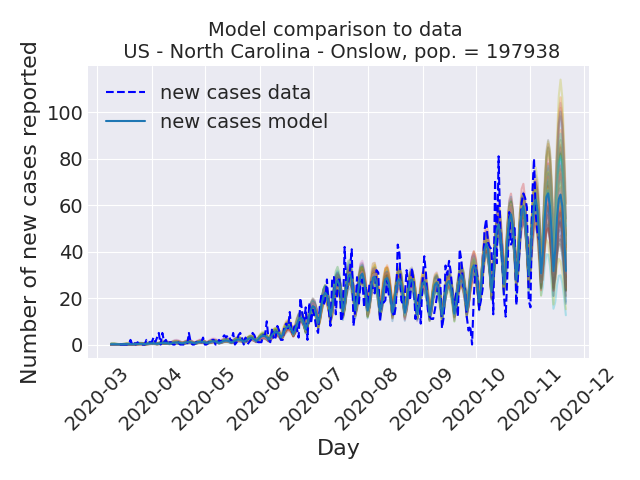 Model comparison to data
US - North Carolina - Onslow, pop. = 197938
new cases data
new cases model
Number of new cases reported
100
80
60
40
20
0
2020-03
2020-04
2020-05
2020-06
2020-07
2020-08
2020-09
2020-10
2020-11
2020-12
Day